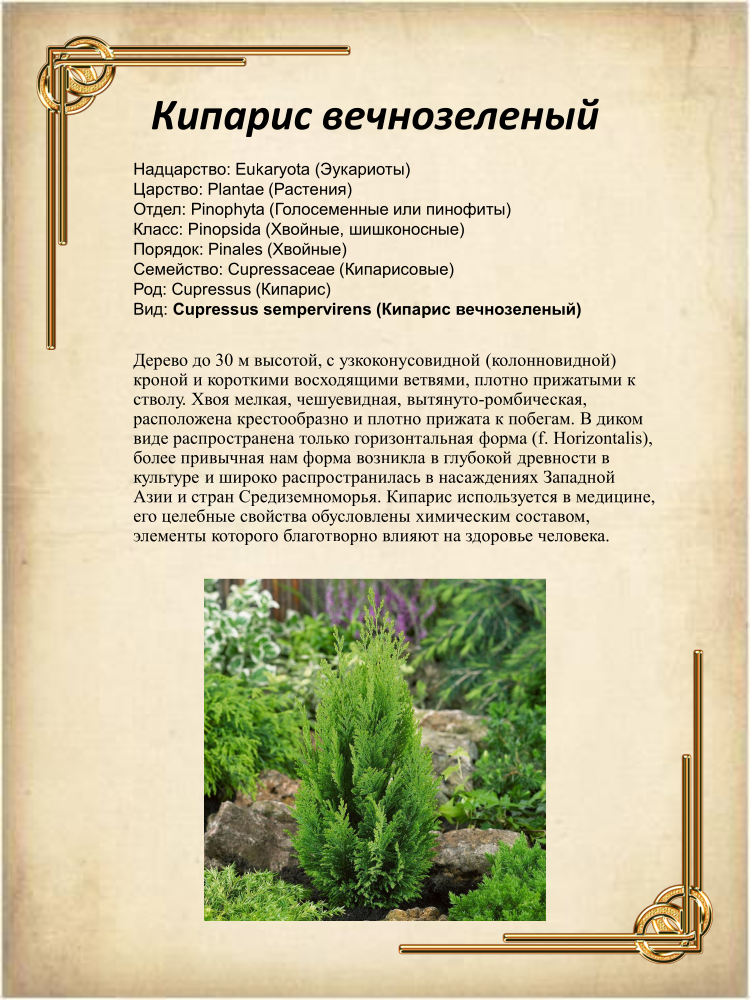 Кипарис вечнозеленый
Надцарство: Eukaryota (Эукариоты)
Царство: Plantae (Растения)
Отдел: Pinophyta (Голосеменные или пинофиты)
Класс: Pinopsida (Хвойные, шишконосные)
Порядок: Pinales (Хвойные)
Семейство: Cupressaceae (Кипарисовые)
Род: Cupressus (Кипарис)
Вид: Cupressus sempervirens (Кипарис вечнозеленый)
Дерево до 30 м высотой, с узкоконусовидной (колонновидной)
кроной и короткими восходящими ветвями, плотно прижатыми к
стволу. Хвоя мелкая, чешуевидная, вытянуто-ромбическая,
расположена крестообразно и плотно прижата к побегам. В диком
виде распространена только горизонтальная форма (f. Horizontalis),
более привычная нам форма возникла в глубокой древности в
культуре и широко распространилась в насаждениях Западной
Азии и стран Средиземноморья. Кипарис используется в медицине,
его целебные свойства обусловлены химическим составом,
элементы которого благотворно влияют на здоровье человека.